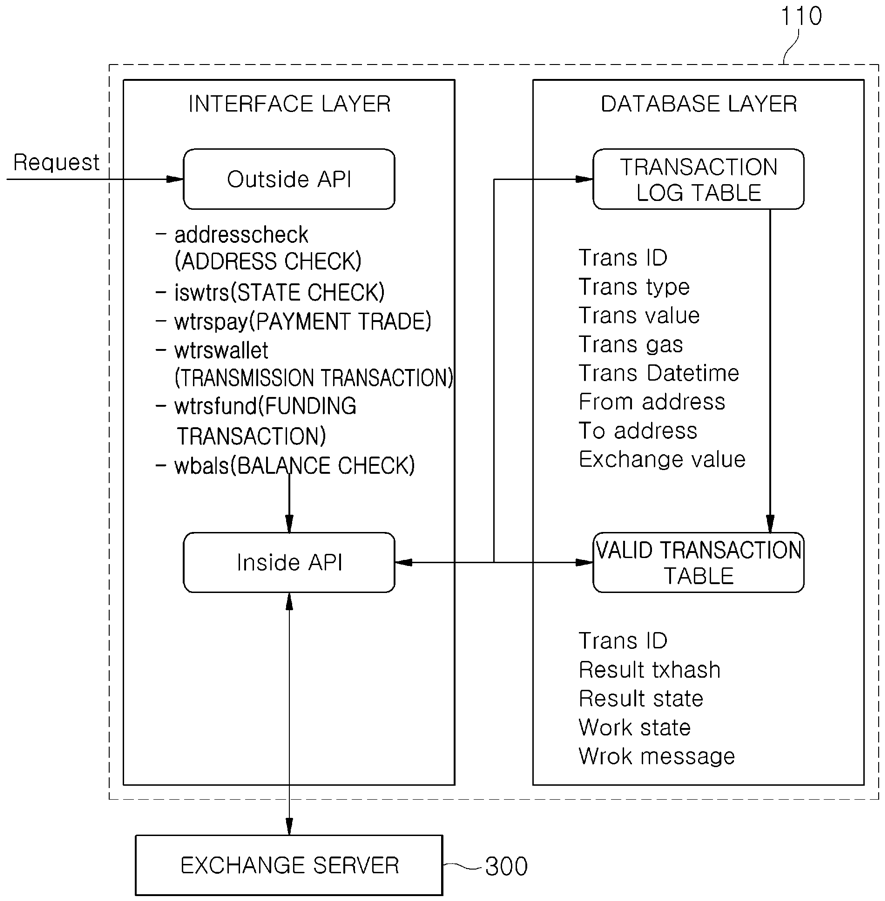 110
INTERFACE LAYER
Request
Outside API
– addresscheck
(ADDRESS CHECK)
– iswtrs(STATE CHECK)
– wtrspay(PAYMENT TRADE)
– wtrswallet
(TRANSMISSION TRANSACTION)
– wtrsfund(FUNDING
TRANSACTION)
– wbals(BALANCE CHECK)
Inside API
DATABASE LAYER
TRANSACTION
LOG TABLE
Trans ID
Trans type
Trans value
Trans gas
Trans Datetime
From address
To address
Exchange value
VALID TRANSACTION
TABLE
Trans ID
Result txhash
Result state
Work state
Wrok message
EXCHANGE SERVER
300